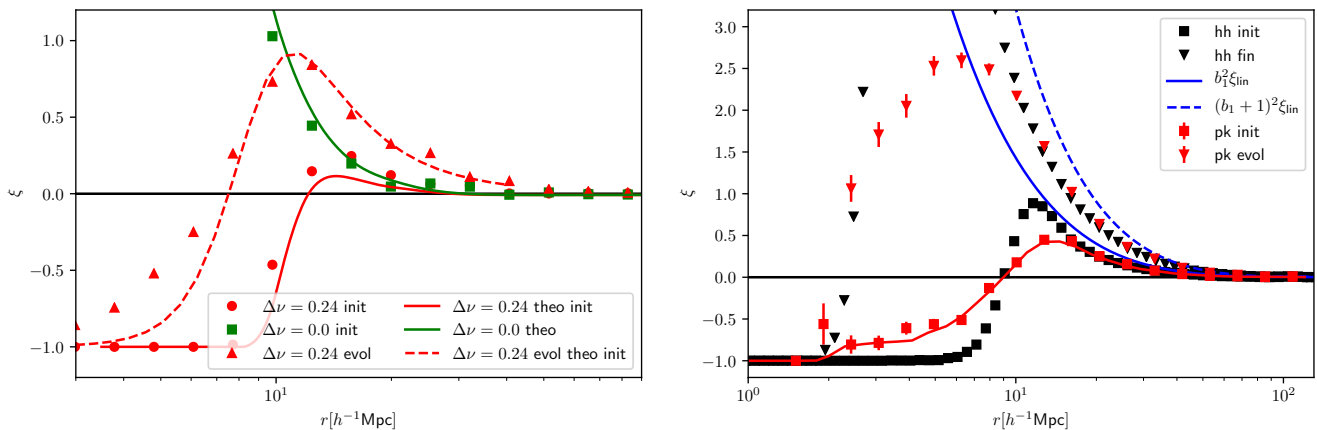 1.0
0.5
0.0
−0.5
−1.0
ξ
10¹
r[h⁻¹Mpc]
Δν = 0.24 init
Δν = 0.0 init
Δν = 0.24 evol
Δν = 0.24 theo init
Δν = 0.0 theo
Δν = 0.24 evol theo init
3.0
2.5
2.0
1.5
1.0
0.5
0.0
−0.5
−1.0
ξ
10⁰
10¹
10²
r[h⁻¹Mpc]
hh init
hh fin
b₁²ξ_lin
(b₁ + 1)²ξ_lin
pk init
pk evol